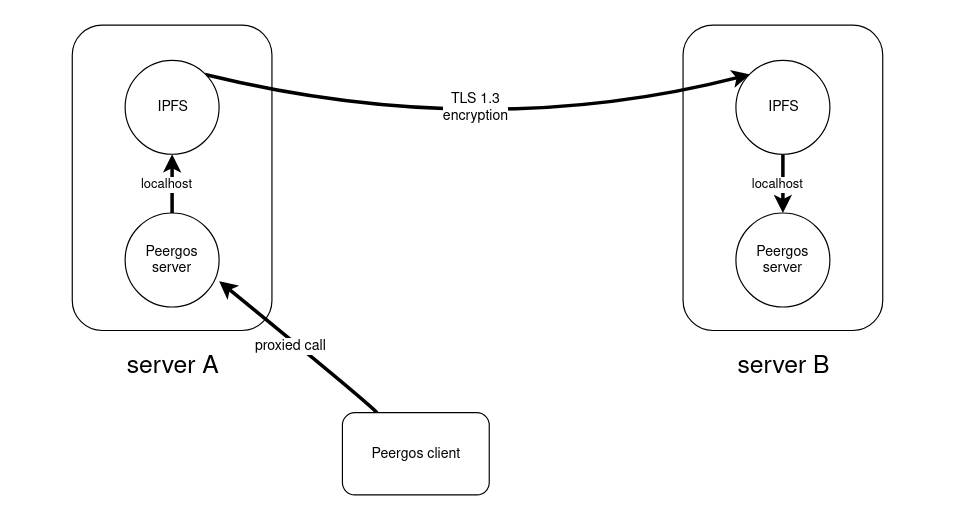 IPFS
TLS 1.3
encryption
IPFS
localhost
localhost
Peergos
server
Peergos
server
proxied call
server A
server B
Peergos client